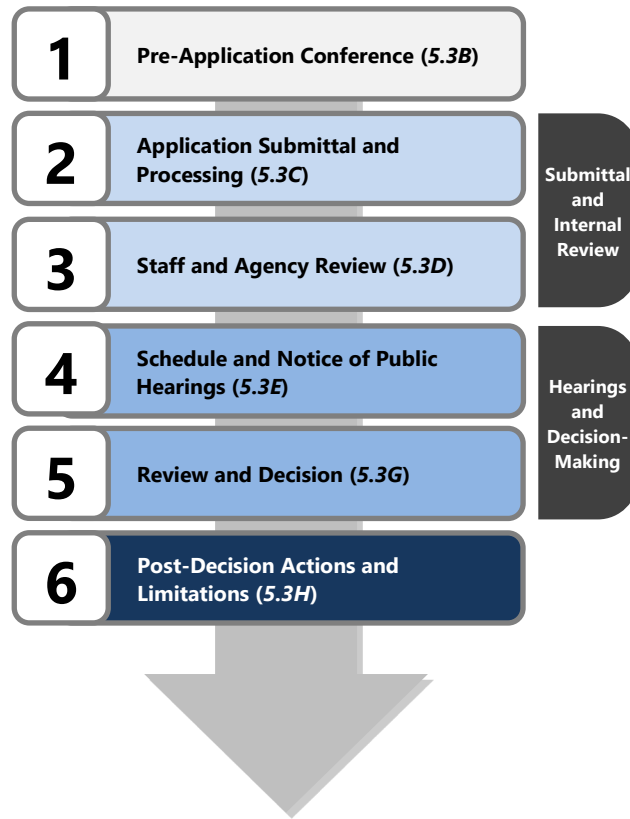 1
Pre-Application Conference (5.3B)
2
Application Submittal and
Processing (5.3C)
3
Staff and Agency Review (5.3D)
Submittal
and
Internal
Review
4
Schedule and Notice of Public
Hearings (5.3E)
5
Review and Decision (5.3G)
Hearings
and
Decision-
Making
6
Post-Decision Actions and
Limitations (5.3H)